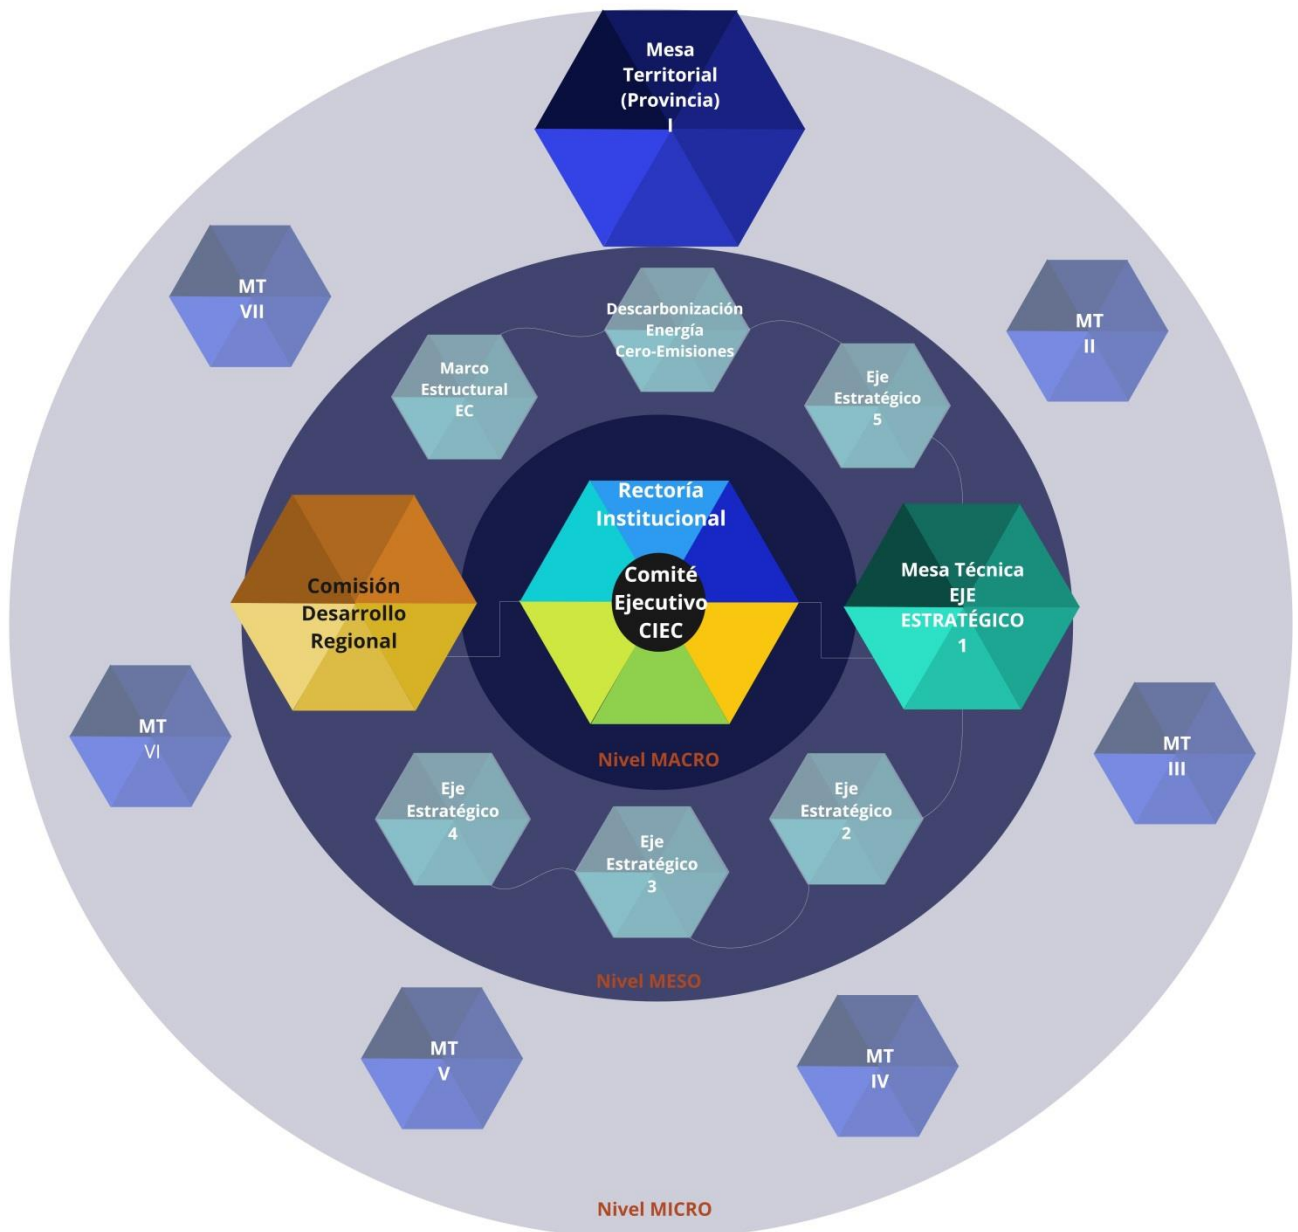 Mesa
Territorial
(Provincia)
I
MT
VII
MT
II
Descarbonización
Energía
Cero-Emisiones
Marco
Estructural
EC
Eje
Estratégico
5
Rectoría
Institucional
Comité
Ejecutivo
CIEC
Comisión
Desarrollo
Regional
Mesa Técnica
EJE
ESTRATÉGICO
1
Nivel MACRO
MT
VI
MT
III
Eje
Estratégico
4
Eje
Estratégico
3
Eje
Estratégico
2
Nivel MESO
MT
V
MT
IV
Nivel MICRO